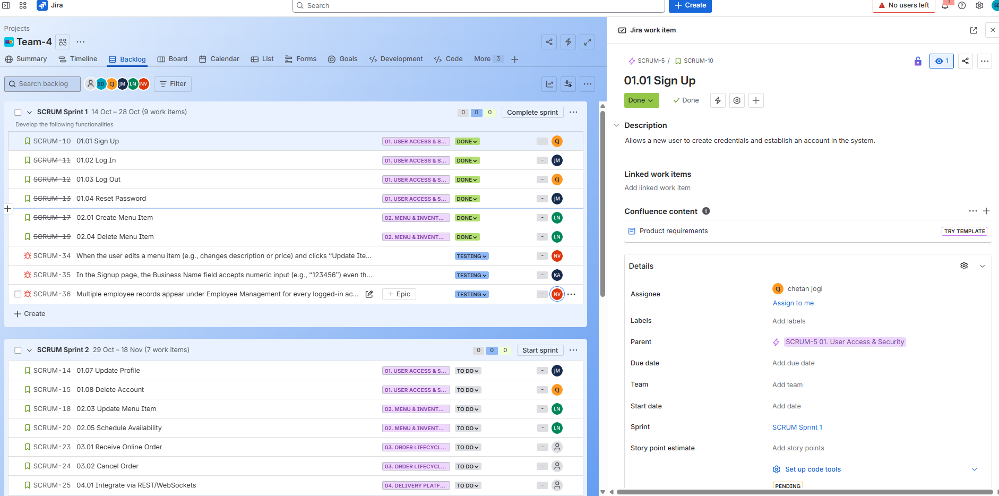 Jira
Search
Create
No users left
1
SD
Projects
Team-4
Summary
Timeline
Backlog
Board
Calendar
List
Forms
Goals
Development
Code
More 3
Search backlog
SD CJ JM LN NV
Filter
SCRUM Sprint 1 14 Oct – 28 Oct (9 work items)
0 0 0
Complete sprint
Develop the following functionalities
SCRUM-10 01.01 Sign Up 01. USER ACCESS & S... DONE - CJ
SCRUM-11 01.02 Log In 01. USER ACCESS & S... DONE - JM
SCRUM-12 01.03 Log Out 01. USER ACCESS & S... DONE - CJ
SCRUM-13 01.04 Reset Password 01. USER ACCESS & S... DONE - JM
SCRUM-17 02.01 Create Menu Item 02. MENU & INVENT... DONE - LN
SCRUM-19 02.04 Delete Menu Item 02. MENU & INVENT... DONE - LN
SCRUM-34 When the user edits a menu item (e.g., changes description or price) and clicks “Update Ite... TESTING - NV
SCRUM-35 In the Signup page, the Business Name field accepts numeric input (e.g., “123456”) even th... TESTING - KA
SCRUM-36 Multiple employee records appear under Employee Management for every logged-in ac... Epic TESTING - NV
Create
SCRUM Sprint 2 29 Oct – 18 Nov (7 work items)
0 0 0
Start sprint
SCRUM-14 01.07 Update Profile 01. USER ACCESS & S... TO DO - JM
SCRUM-15 01.08 Delete Account 01. USER ACCESS & S... TO DO - CJ
SCRUM-18 02.03 Update Menu Item 02. MENU & INVENT... TO DO - LN
SCRUM-20 02.05 Schedule Availability 02. MENU & INVENT... TO DO - LN
SCRUM-23 03.01 Receive Online Order 03. ORDER LIFECYCL... TO DO -
SCRUM-24 03.02 Cancel Order 03. ORDER LIFECYCL... TO DO -
SCRUM-25 04.01 Integrate via REST/WebSockets 04. DELIVERY PLATF... TO DO -
Jira work item
SCRUM-5 / SCRUM-10
1
01.01 Sign Up
Done
Done
Description
Allows a new user to create credentials and establish an account in the system.
Linked work items
Add linked work item
Confluence content
Product requirements
TRY TEMPLATE
Details
Assignee
CJ chetan jogi
Assign to me
Labels
Add labels
Parent
SCRUM-5 01. User Access & Security
Due date
Add due date
Team
Add team
Start date
Add date
Sprint
SCRUM Sprint 1
Story point estimate
Add story points
Set up code tools
PENDING